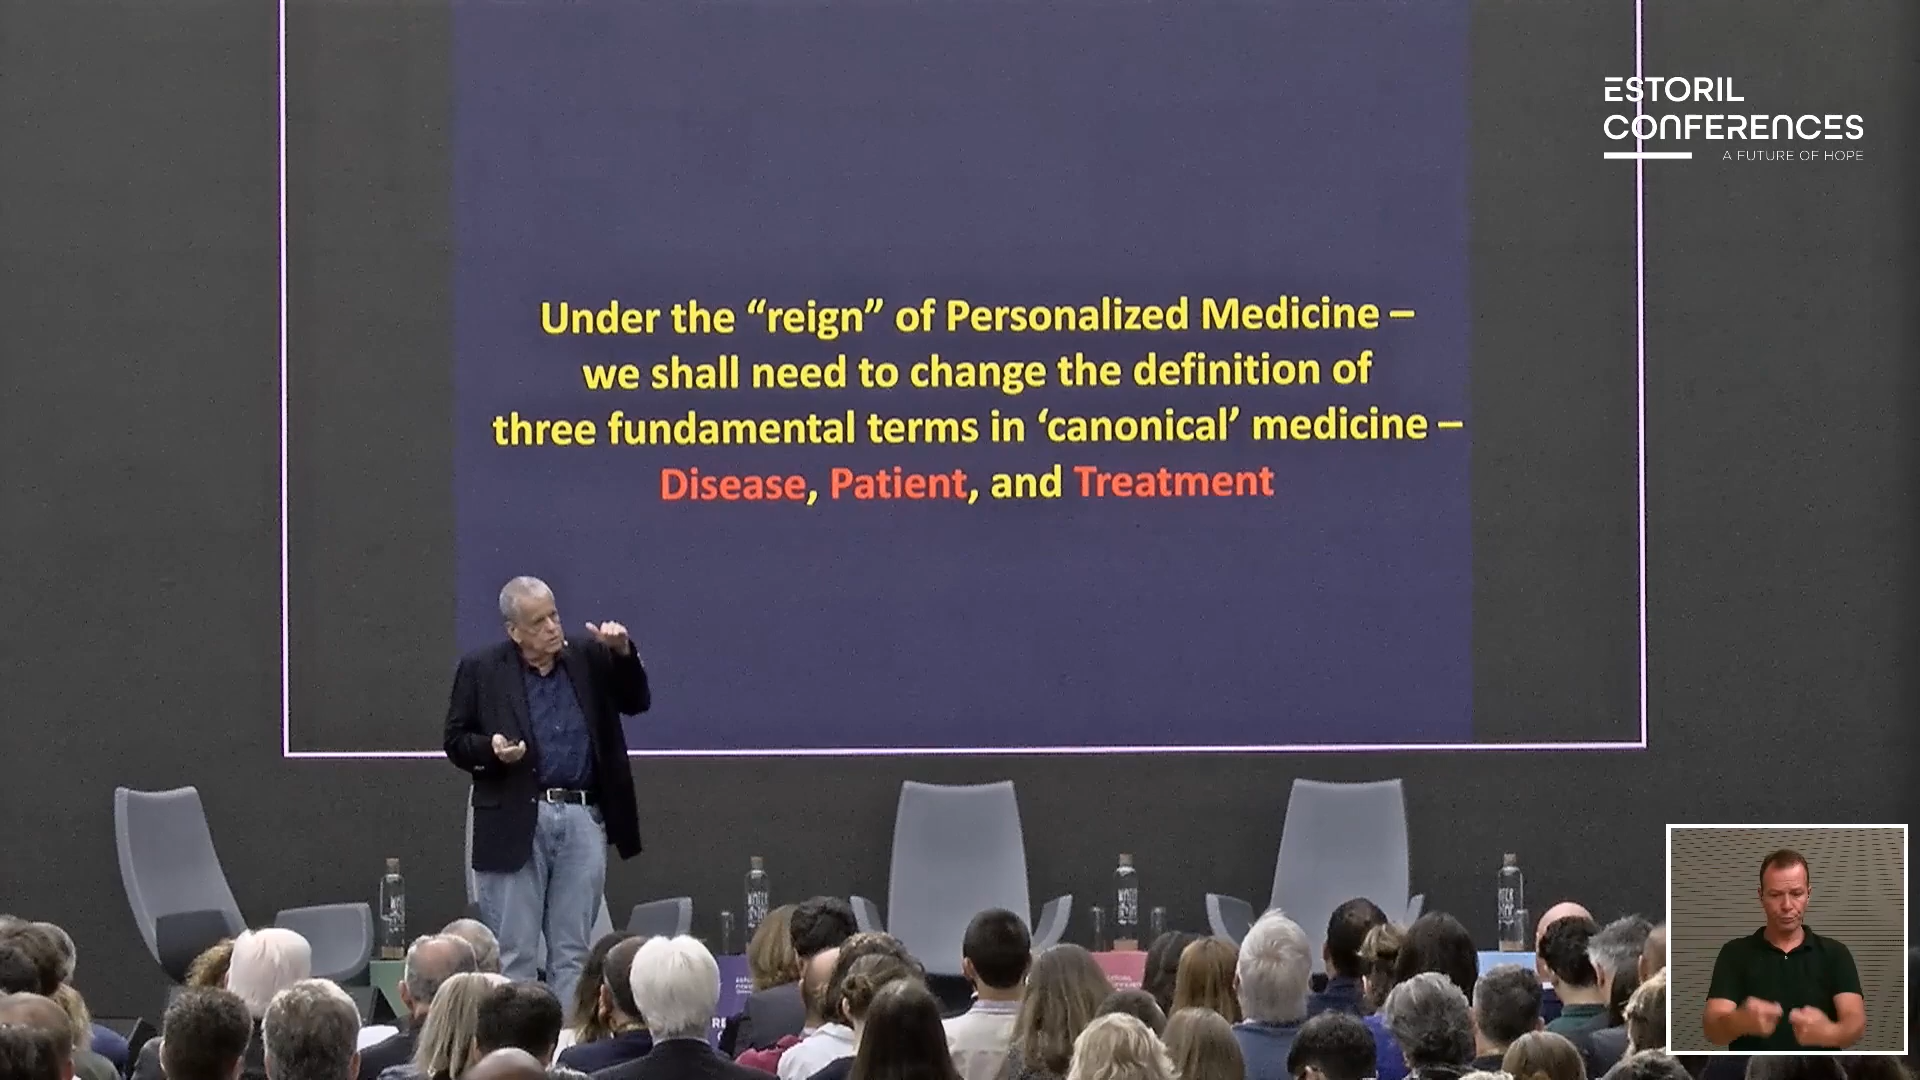 ESTORIL
CONFERENCES
A FUTURE OF HOPE
Under the “reign” of Personalized Medicine –
we shall need to change the definition of
three fundamental terms in ‘canonical’ medicine –
Disease, Patient, and Treatment